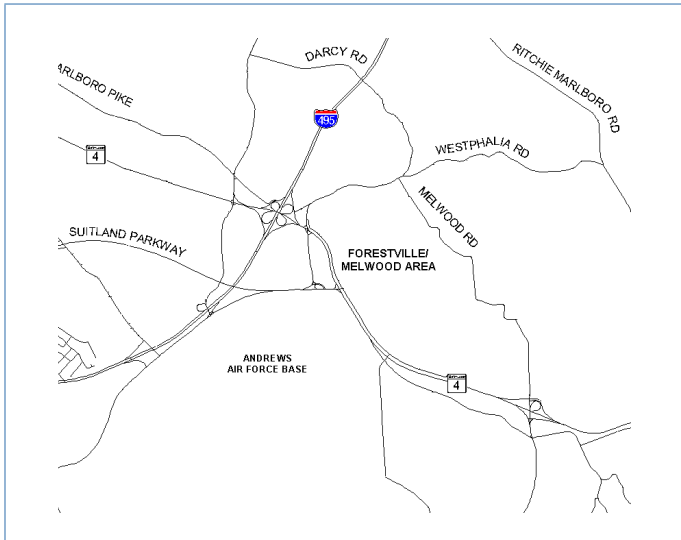 DARCY RD
RITCHIE MARLBORO RD
ARLBORO PIKE
495
4
WESTPHALIA RD
MELWOOD RD
SUITLAND PARKWAY
FORESTVILLE/
MELWOOD AREA
ANDREWS
AIR FORCE BASE
4